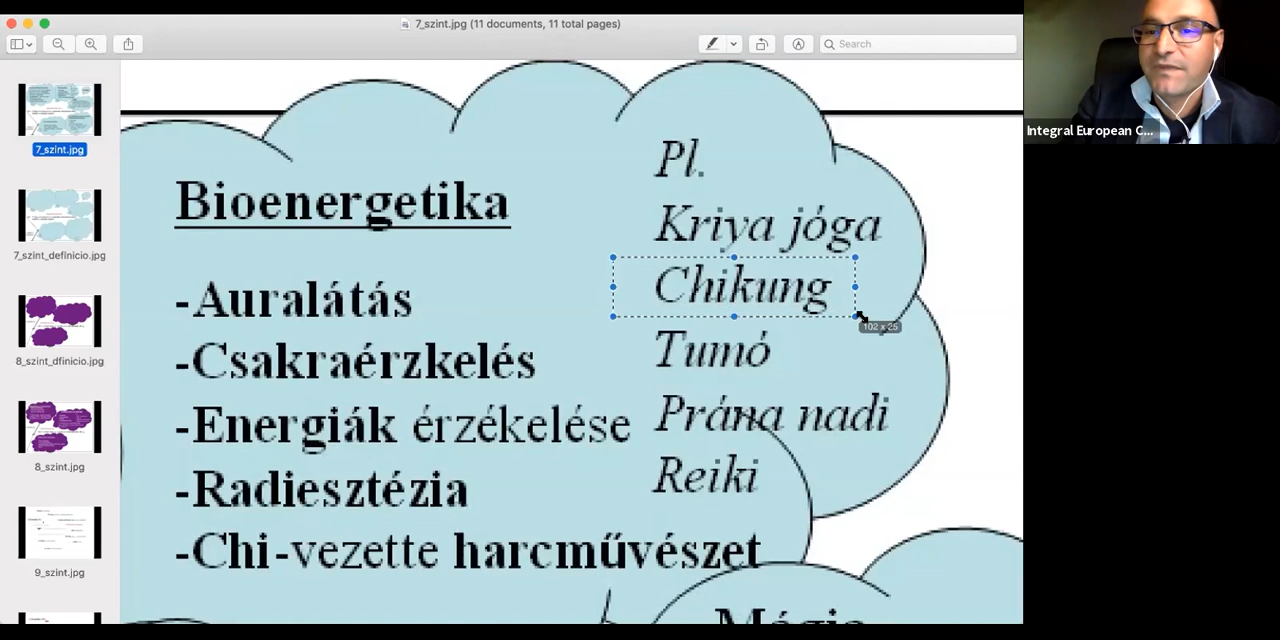 7_szint.jpg (11 documents, 11 total pages)
Search
7_szint.jpg
7_szint_definicio.jpg
8_szint_dfinicio.jpg
8_szint.jpg
9_szint.jpg
Bioenergetika
-Auralátás
-Csakraérzkelés
-Energiák érzékelése
-Radiesztézia
-Chi-vezette harcművészet
Pl.
Kriya jóga
Chikung
102 x 25
Tumó
Prána nadi
Reiki
Mágia
Integral European C...